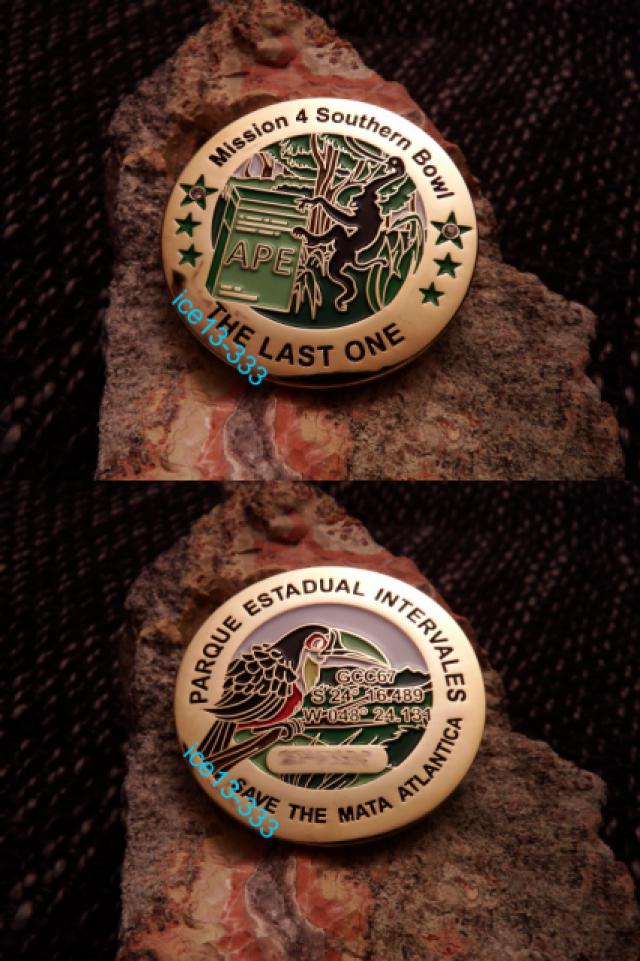 Mission 4 Southern Bowl
APE
THE LAST ONE
ice13-333
PARQUE ESTADUAL INTERVALES
GCC67
S 24° 16.489
W 048° 24.131
SAVE THE MATA ATLANTICA
ice13-333